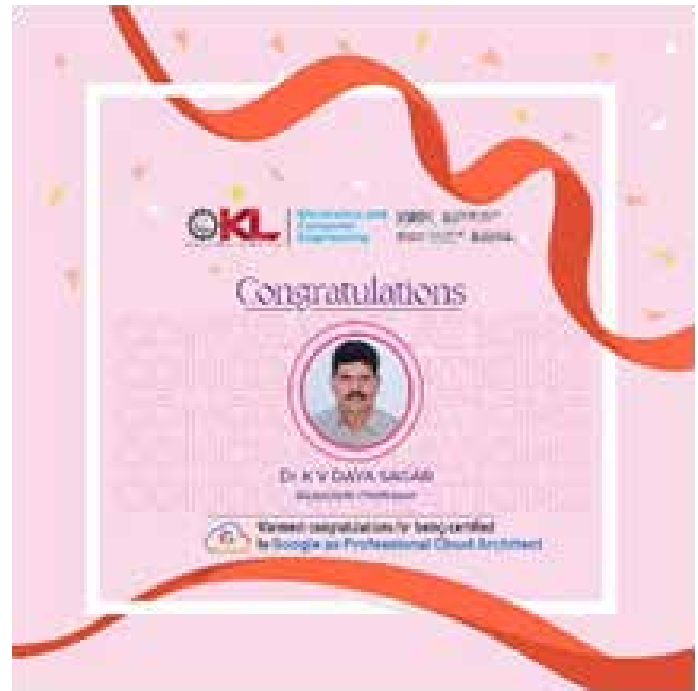 KL
Electronics and
Computer
Engineering
Congratulations
Dr K V DAYA SAGAR
Associate Professor
Warmest congratulations for being certified
by Google as Professional Cloud Architect